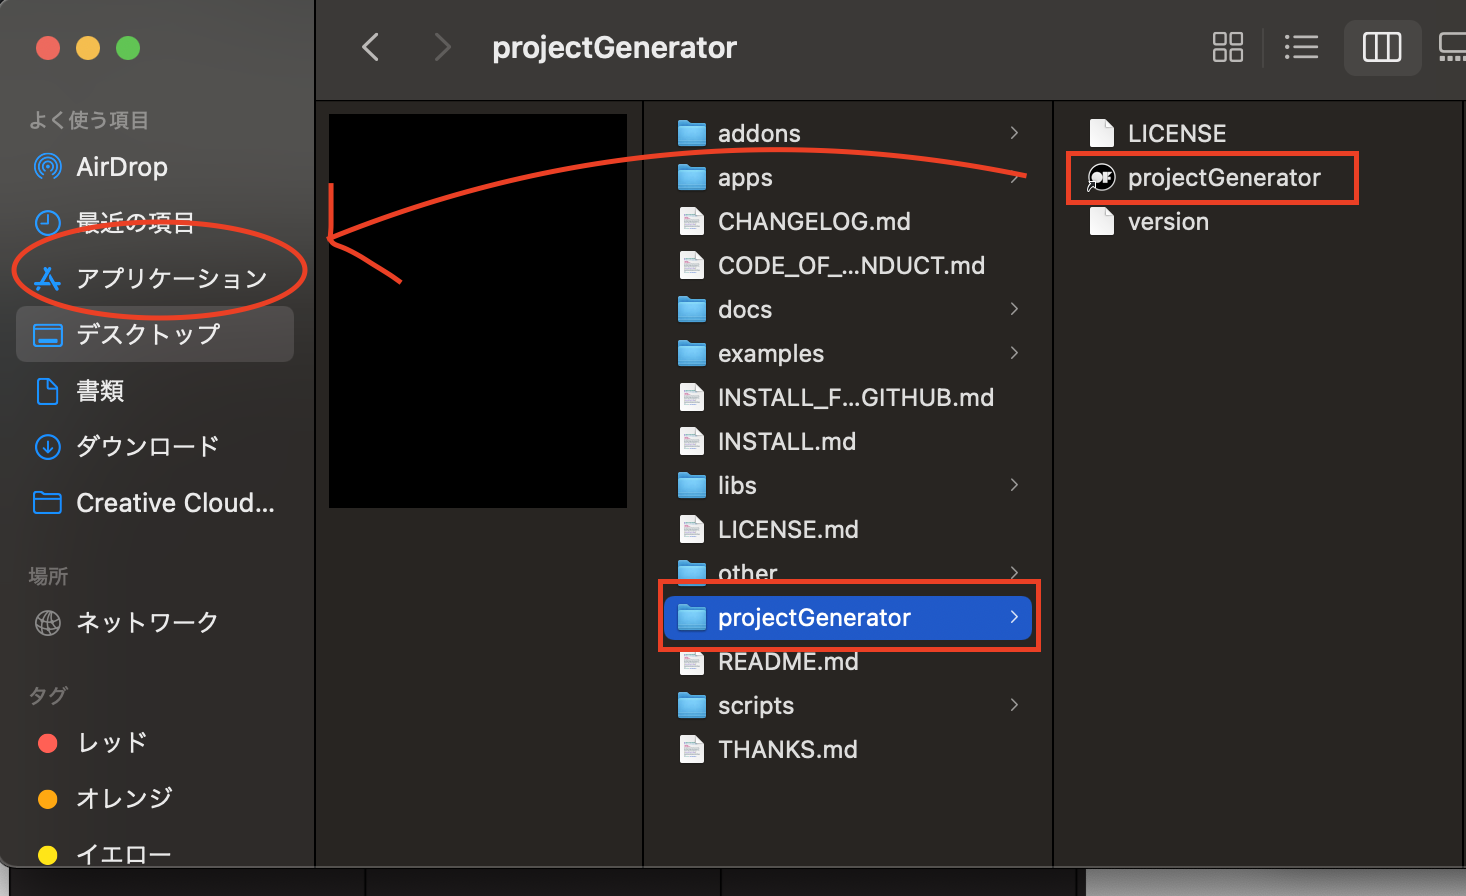 projectGenerator
よく使う項目
AirDrop
最近の項目
アプリケーション
デスクトップ
書類
ダウンロード
Creative Cloud...
場所
ネットワーク
タグ
レッド
オレンジ
イエロー
addons
apps
CHANGELOG.md
CODE_OF_...NDUCT.md
docs
examples
INSTALL_F...GITHUB.md
INSTALL.md
libs
LICENSE.md
other
projectGenerator
README.md
scripts
THANKS.md
LICENSE
OF
projectGenerator
version